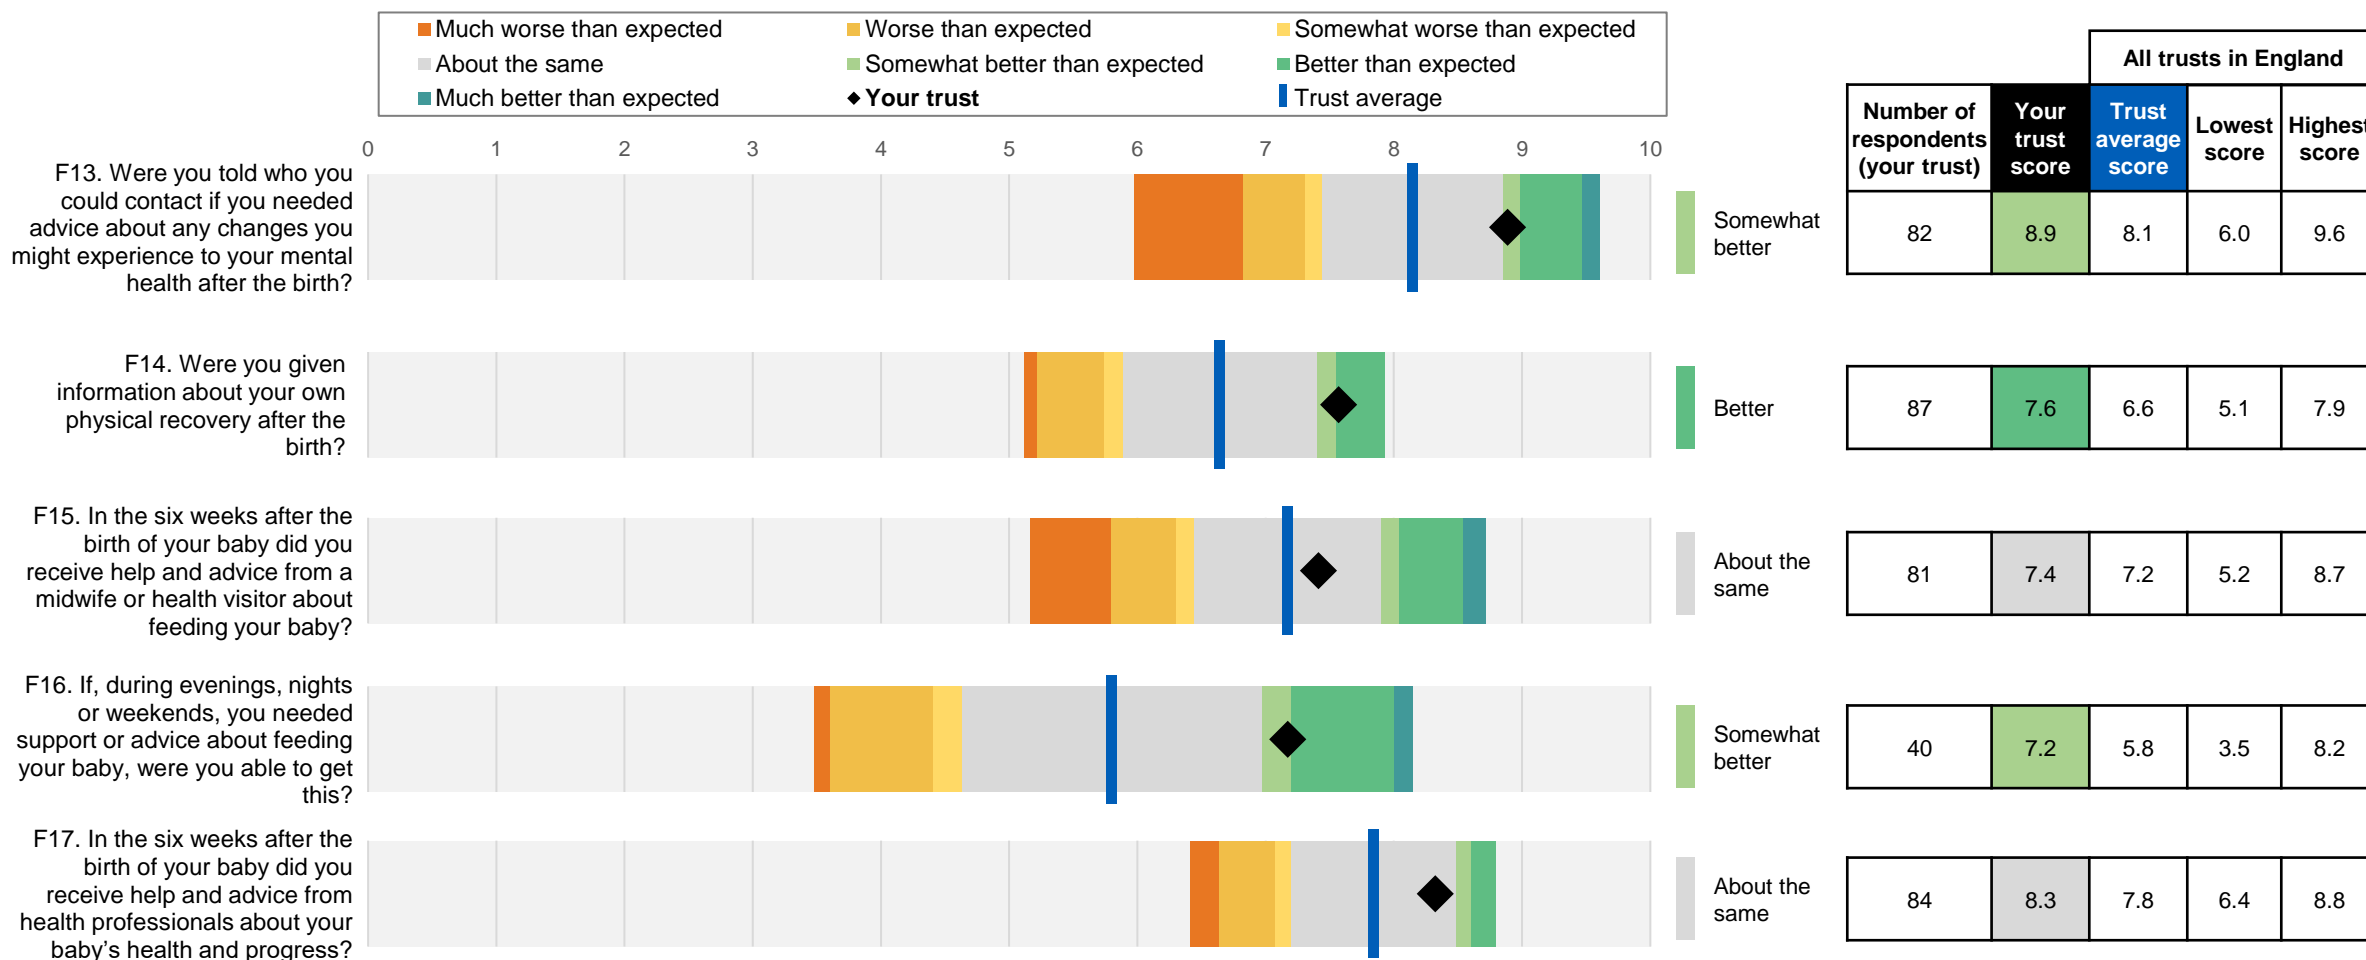 Much worse than expected
Worse than expected
Somewhat worse than expected
About the same
Somewhat better than expected
Better than expected
Much better than expected
Your trust
Trust average
All trusts in England
Number of
respondents
(your trust)
Your
trust
score
Trust
average
score
Lowest
score
Highest
score
0 1 2 3 4 5 6 7 8 9 10
F13. Were you told who you
could contact if you needed
advice about any changes you
might experience to your mental
health after the birth?
Somewhat
better
82 8.9 8.1 6.0 9.6
F14. Were you given
information about your own
physical recovery after the
birth?
Better
87 7.6 6.6 5.1 7.9
F15. In the six weeks after the
birth of your baby did you
receive help and advice from a
midwife or health visitor about
feeding your baby?
About the
same
81 7.4 7.2 5.2 8.7
F16. If, during evenings, nights
or weekends, you needed
support or advice about feeding
your baby, were you able to get
this?
Somewhat
better
40 7.2 5.8 3.5 8.2
F17. In the six weeks after the
birth of your baby did you
receive help and advice from
health professionals about your
baby’s health and progress?
About the
same
84 8.3 7.8 6.4 8.8